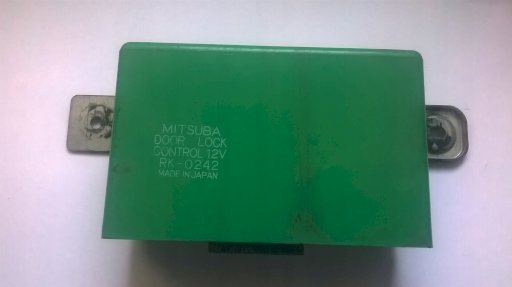 MITSUBA
DOOR LOCK
CONTROL 12V
RK-0242
MADE IN JAPAN